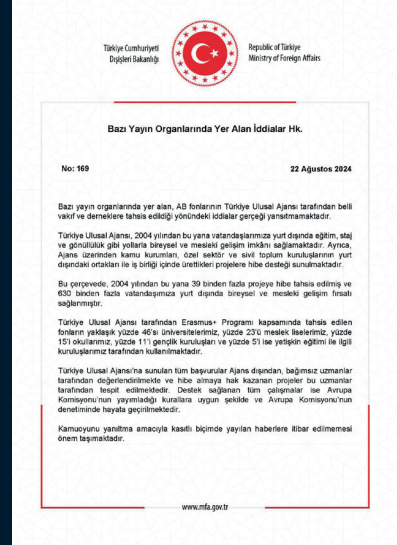 Türkiye Cumhuriyeti
Dışişleri Bakanlığı
Republic of Türkiye
Ministry of Foreign Affairs
Bazı Yayın Organlarında Yer Alan İddialar Hk.
No: 169
22 Ağustos 2024
Bazı yayın organlarında yer alan, AB fonlarının Türkiye Ulusal Ajansı tarafından belli
vakıf ve derneklere tahsis edildiği yönündeki iddialar gerçeği yansıtmamaktadır.
Türkiye Ulusal Ajansı, 2004 yılından bu yana vatandaşlarımıza yurt dışında eğitim, staj
ve gönüllülük gibi yollarla bireysel ve mesleki gelişim imkânı sağlamaktadır. Ayrıca,
Ajans üzerinden kamu kurumları, özel sektör ve sivil toplum kuruluşlarının yurt
dışındaki ortakları ile iş birliği içinde ürettikleri projelere hibe desteği sunulmaktadır.
Bu çerçevede, 2004 yılından bu yana 39 binden fazla projeye hibe tahsis edilmiş ve
630 binden fazla vatandaşımıza yurt dışında bireysel ve mesleki gelişim fırsatı
sağlanmıştır.
Türkiye Ulusal Ajansı tarafından Erasmus+ Programı kapsamında tahsis edilen
fonların yaklaşık yüzde 46'sı üniversitelerimiz, yüzde 23'ü meslek liselerimiz, yüzde
15'i okullarımız, yüzde 11'i gençlik kuruluşları ve yüzde 5'i ise yetişkin eğitimi ile ilgili
kuruluşlarımız tarafından kullanılmaktadır.
Türkiye Ulusal Ajansı'na sunulan tüm başvurular Ajans dışından, bağımsız uzmanlar
tarafından değerlendirilmekte ve hibe almaya hak kazanan projeler bu uzmanlar
tarafından tespit edilmektedir. Destek sağlanan tüm çalışmalar ise Avrupa
Komisyonu'nun yayımladığı kurallara uygun şekilde ve Avrupa Komisyonu'nun
denetiminde hayata geçirilmektedir.
Kamuoyunu yanıltma amacıyla kasıtlı biçimde yayılan haberlere itibar edilmemesi
önem taşımaktadır.
www.mfa.gov.tr